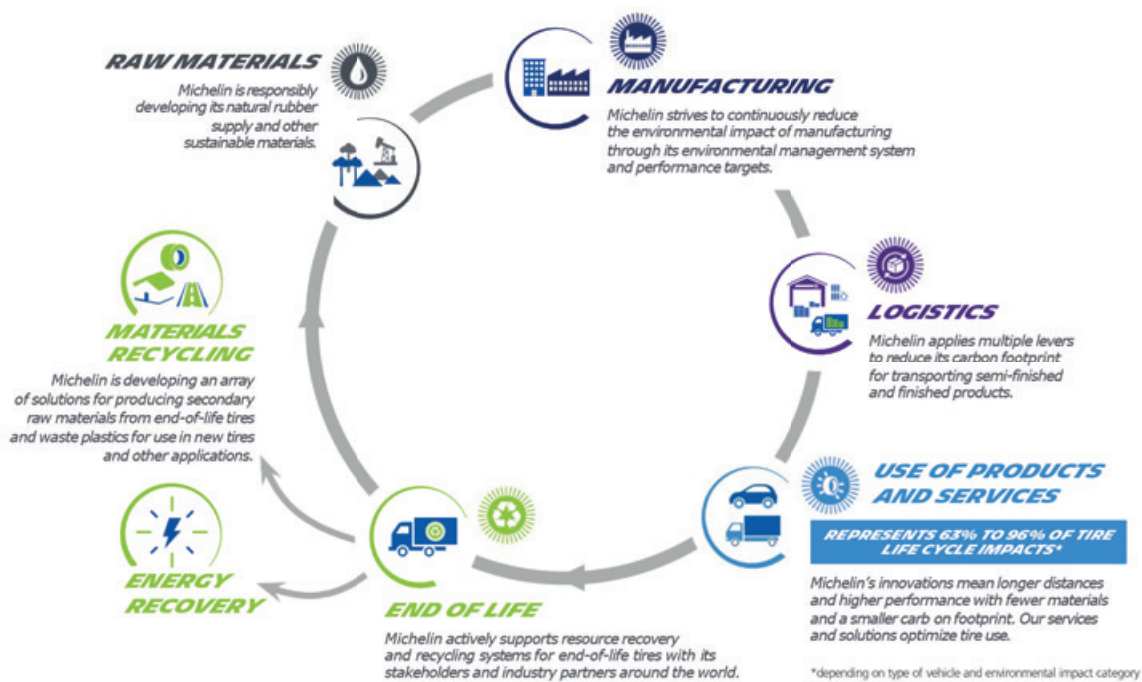 RAW MATERIALS
Michelin is responsibly
developing its natural rubber
supply and other
sustainable materials.
MANUFACTURING
Michelin strives to continuously reduce
the environmental impact of manufacturing
through its environmental management system
and performance targets.
LOGISTICS
Michelin applies multiple levers
to reduce its carbon footprint
for transporting semi-finished
and finished products.
USE OF PRODUCTS
AND SERVICES
REPRESENTS 63% TO 96% OF TIRE
LIFE CYCLE IMPACTS*
Michelin's innovations mean longer distances
and higher performance with fewer materials
and a smaller carb on footprint. Our services
and solutions optimize tire use.
*depending on type of vehicle and environmental impact category
END OF LIFE
Michelin actively supports resource recovery
and recycling systems for end-of-life tires with its
stakeholders and industry partners around the world.
MATERIALS
RECYCLING
Michelin is developing an array
of solutions for producing secondary
raw materials from end-of-life tires
and waste plastics for use in new tires
and other applications.
ENERGY
RECOVERY